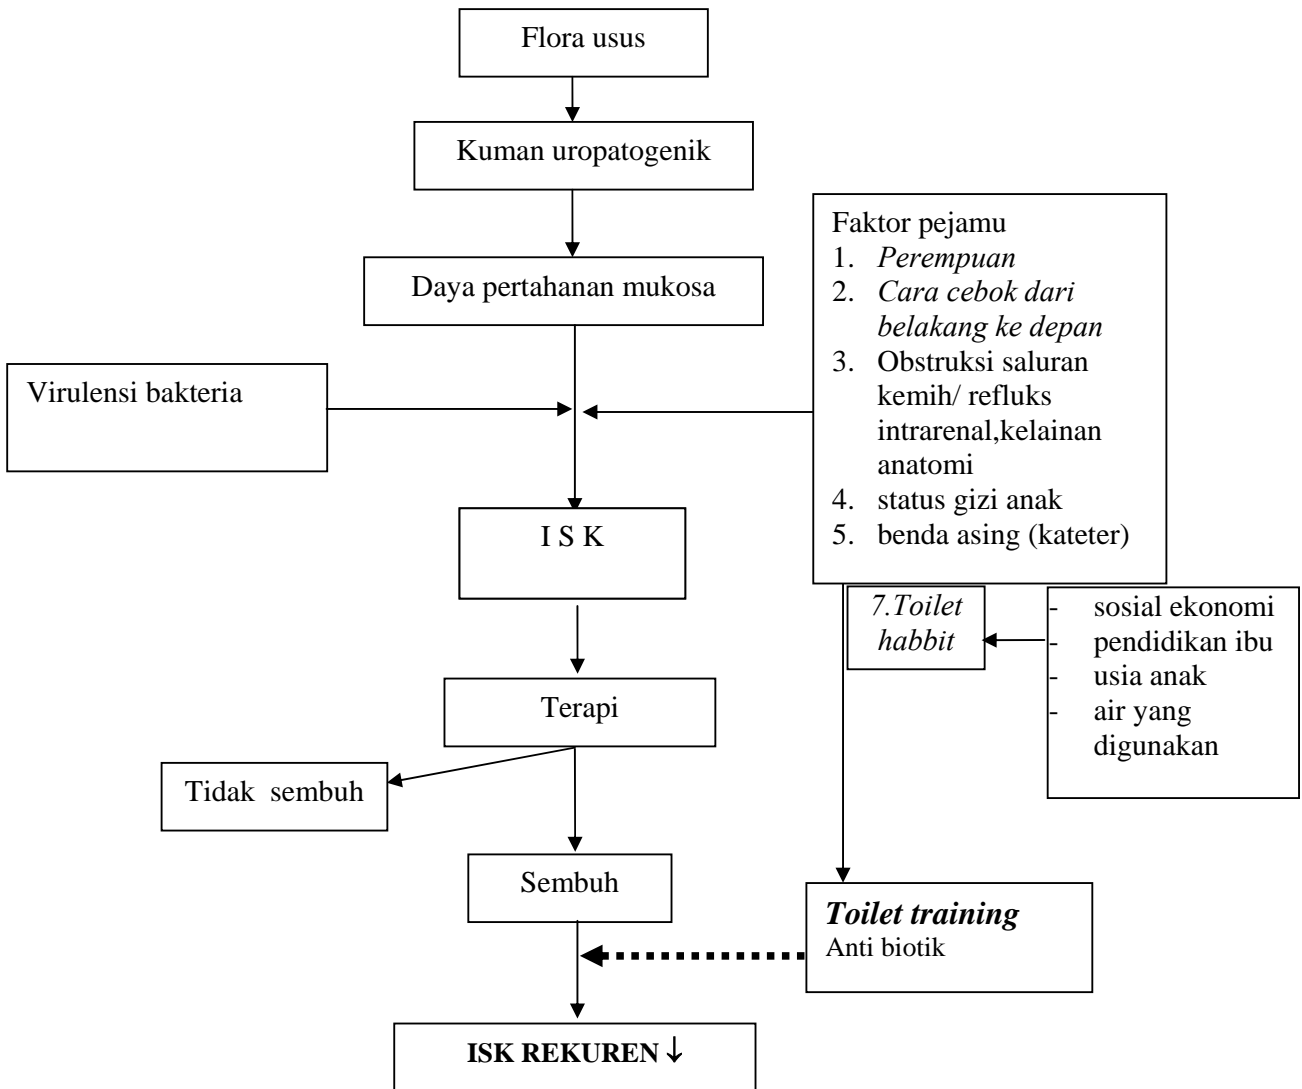 Flora usus
Kuman uropatogenik
Daya pertahanan mukosa
Virulensi bakteria
Faktor pejamu
1. Perempuan
2. Cara cebok dari
belakang ke depan
3. Obstruksi saluran
kemih/ refluks
intrarenal,kelainan
anatomi
4. status gizi anak
5. benda asing (kateter)
I S K
7.Toilet
habbit
- sosial ekonomi
- pendidikan ibu
- usia anak
- air yang
digunakan
Terapi
Tidak sembuh
Sembuh
Toilet training
Anti biotik
ISK REKUREN ↓